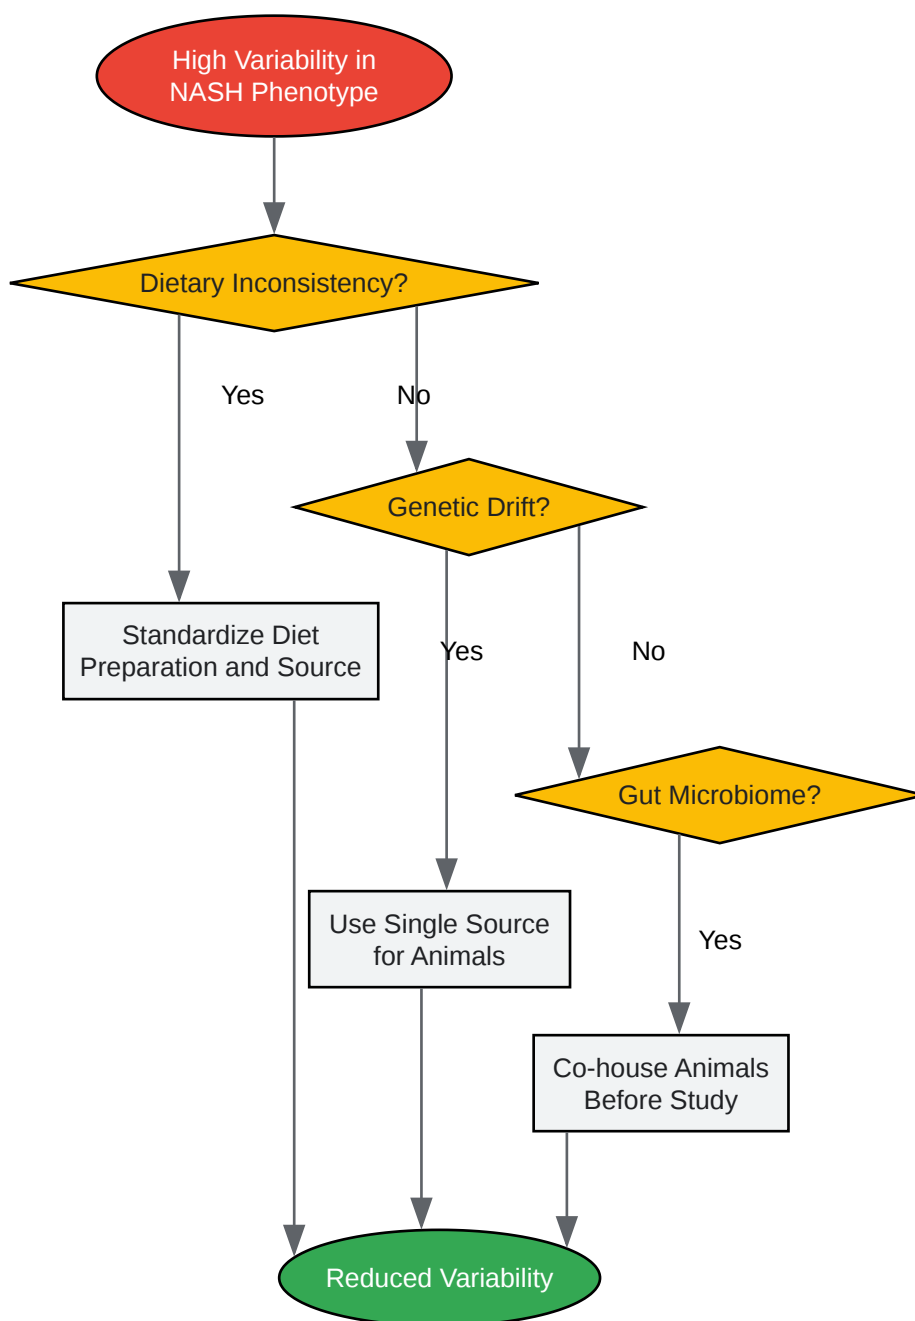 High Variability in
NASH Phenotype
Dietary Inconsistency?
Yes
No
Genetic Drift?
Standardize Diet
Preparation and Source
Yes
No
Gut Microbiome?
Use Single Source
for Animals
Yes
Co-house Animals
Before Study
Reduced Variability